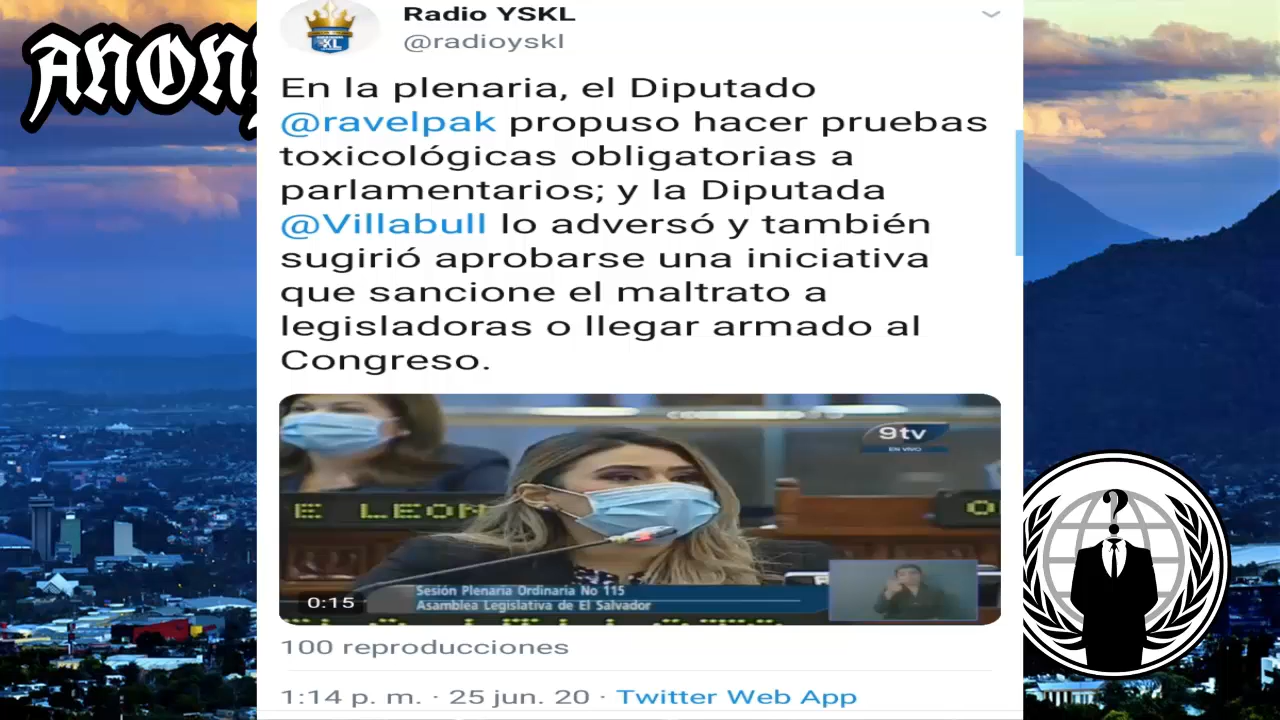 ANON
Radio YSKL
@radioyskl
En la plenaria, el Diputado
@ravelpak propuso hacer pruebas
toxicológicas obligatorias a
parlamentarios; y la Diputada
@Villabull lo adversó y también
sugirió aprobarse una iniciativa
que sancione el maltrato a
legisladoras o llegar armado al
Congreso.
9tv
EN VIVO
E LEON
O
Sesión Plenaria Ordinaria No 115
Asamblea Legislativa de El Salvador
0:15
100 reproducciones
1:14 p. m. · 25 jun. 20 · Twitter Web App
?